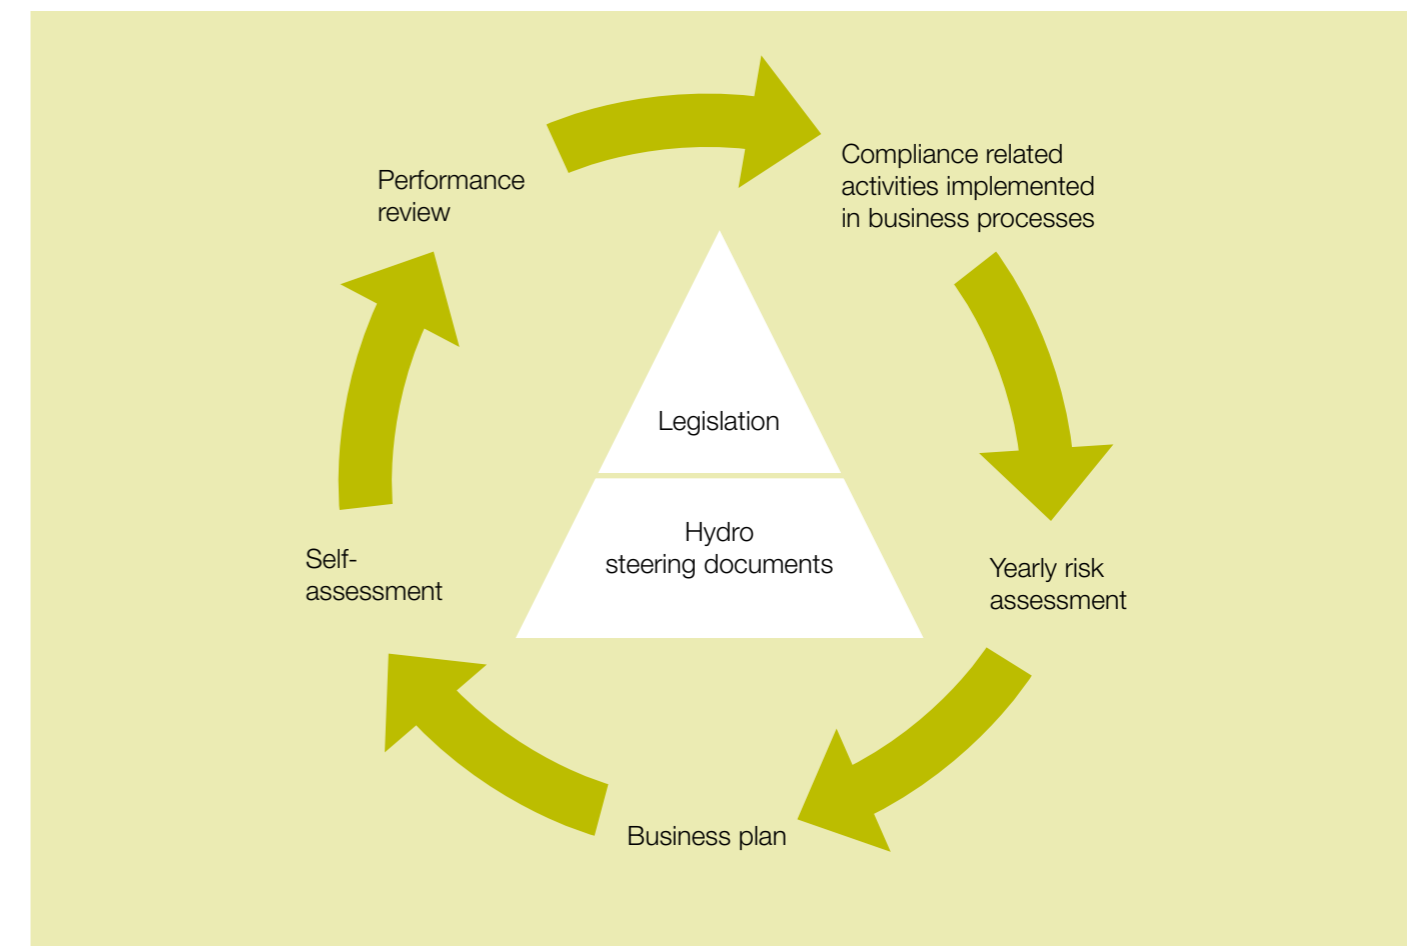 Performance
review
Compliance related
activities implemented
in business processes
Legislation
Hydro
steering documents
Self-
assessment
Yearly risk
assessment
Business plan